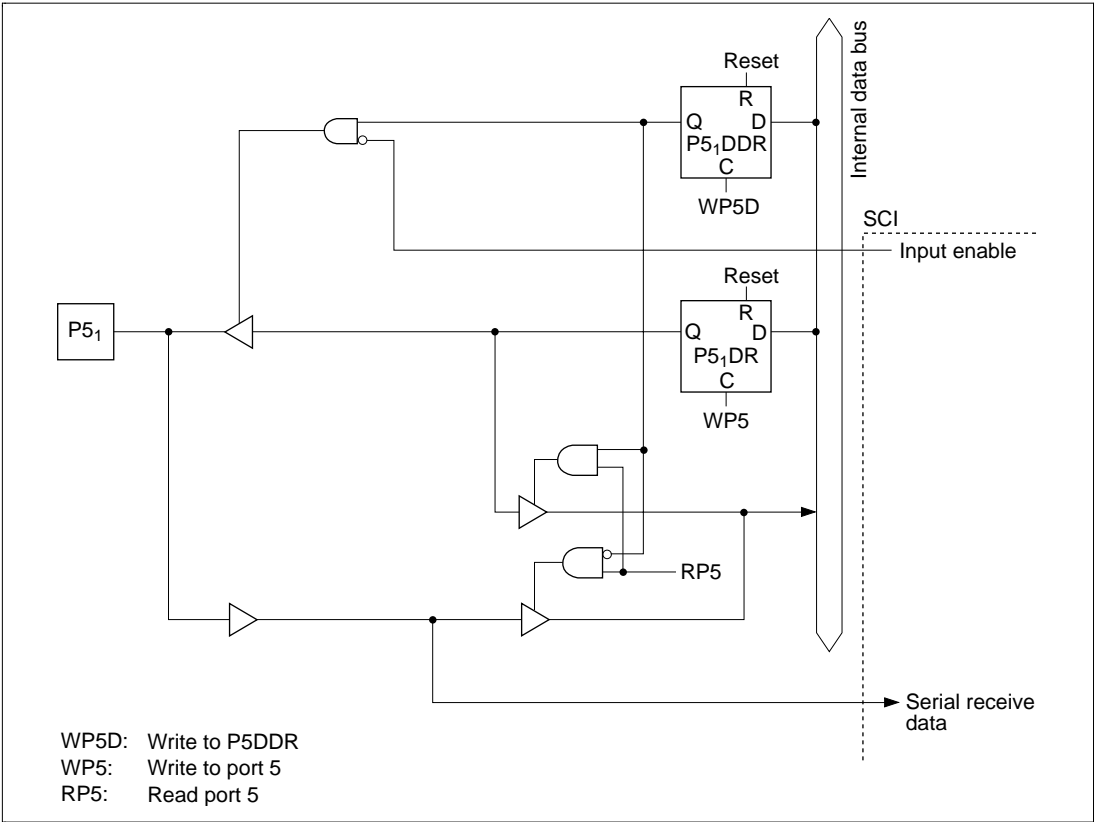 Internal data bus
Reset
R
Q D
P5₁DDR
C
WP5D
SCI
Input enable
Reset
R
P5₁
Q D
P5₁DR
C
WP5
RP5
Serial receive
data
WP5D: Write to P5DDR
WP5: Write to port 5
RP5: Read port 5